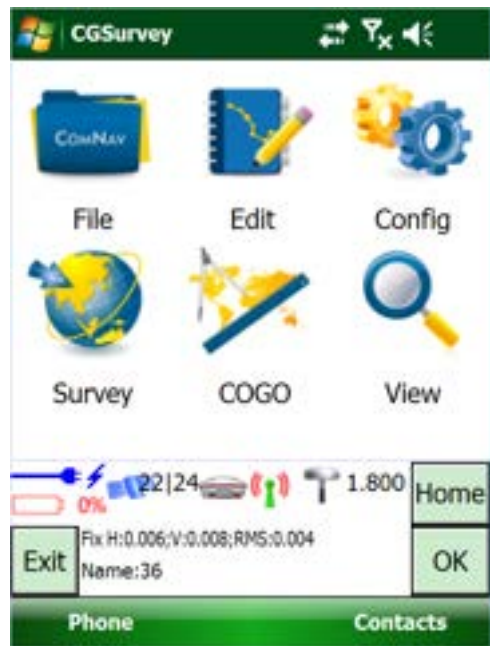 CGSurvey
COMNAV
File Edit Config
Survey COGO View
22|24 1.800 Home
0%
Fix H:0.006;V:0.008;RMS:0.004
Exit OK
Name:36
Phone Contacts